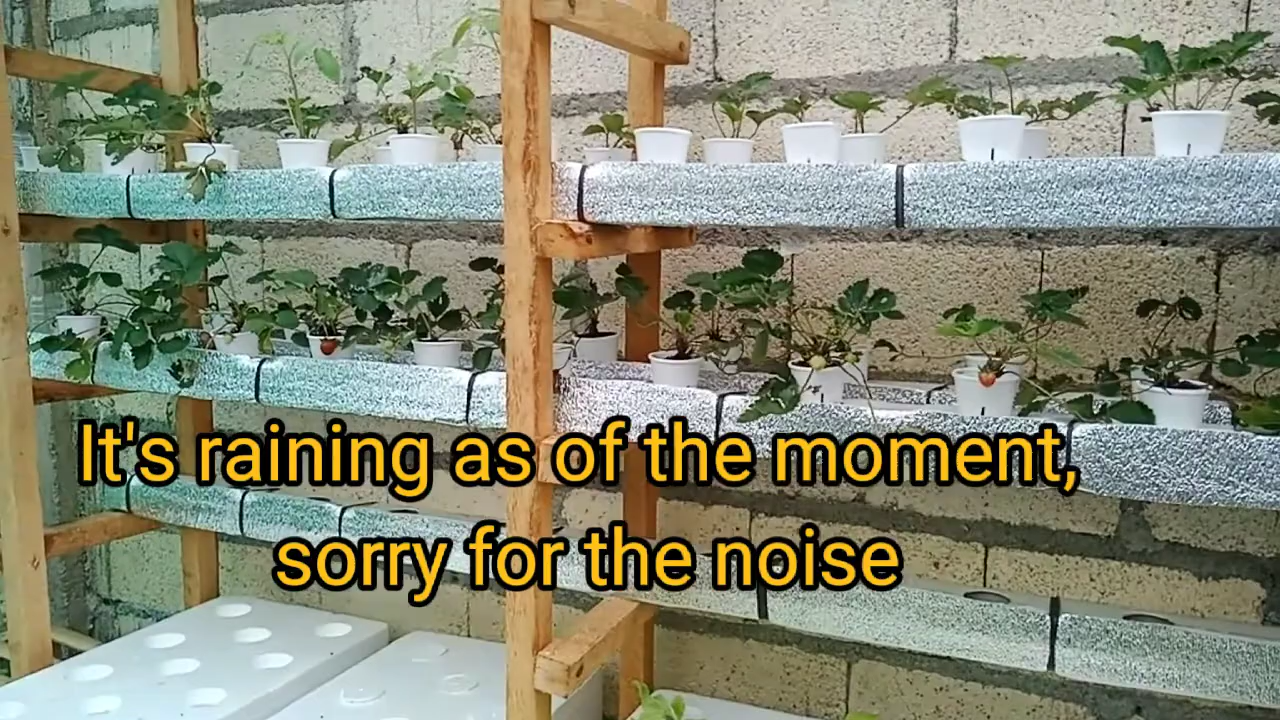 It's raining as of the moment,
sorry for the noise